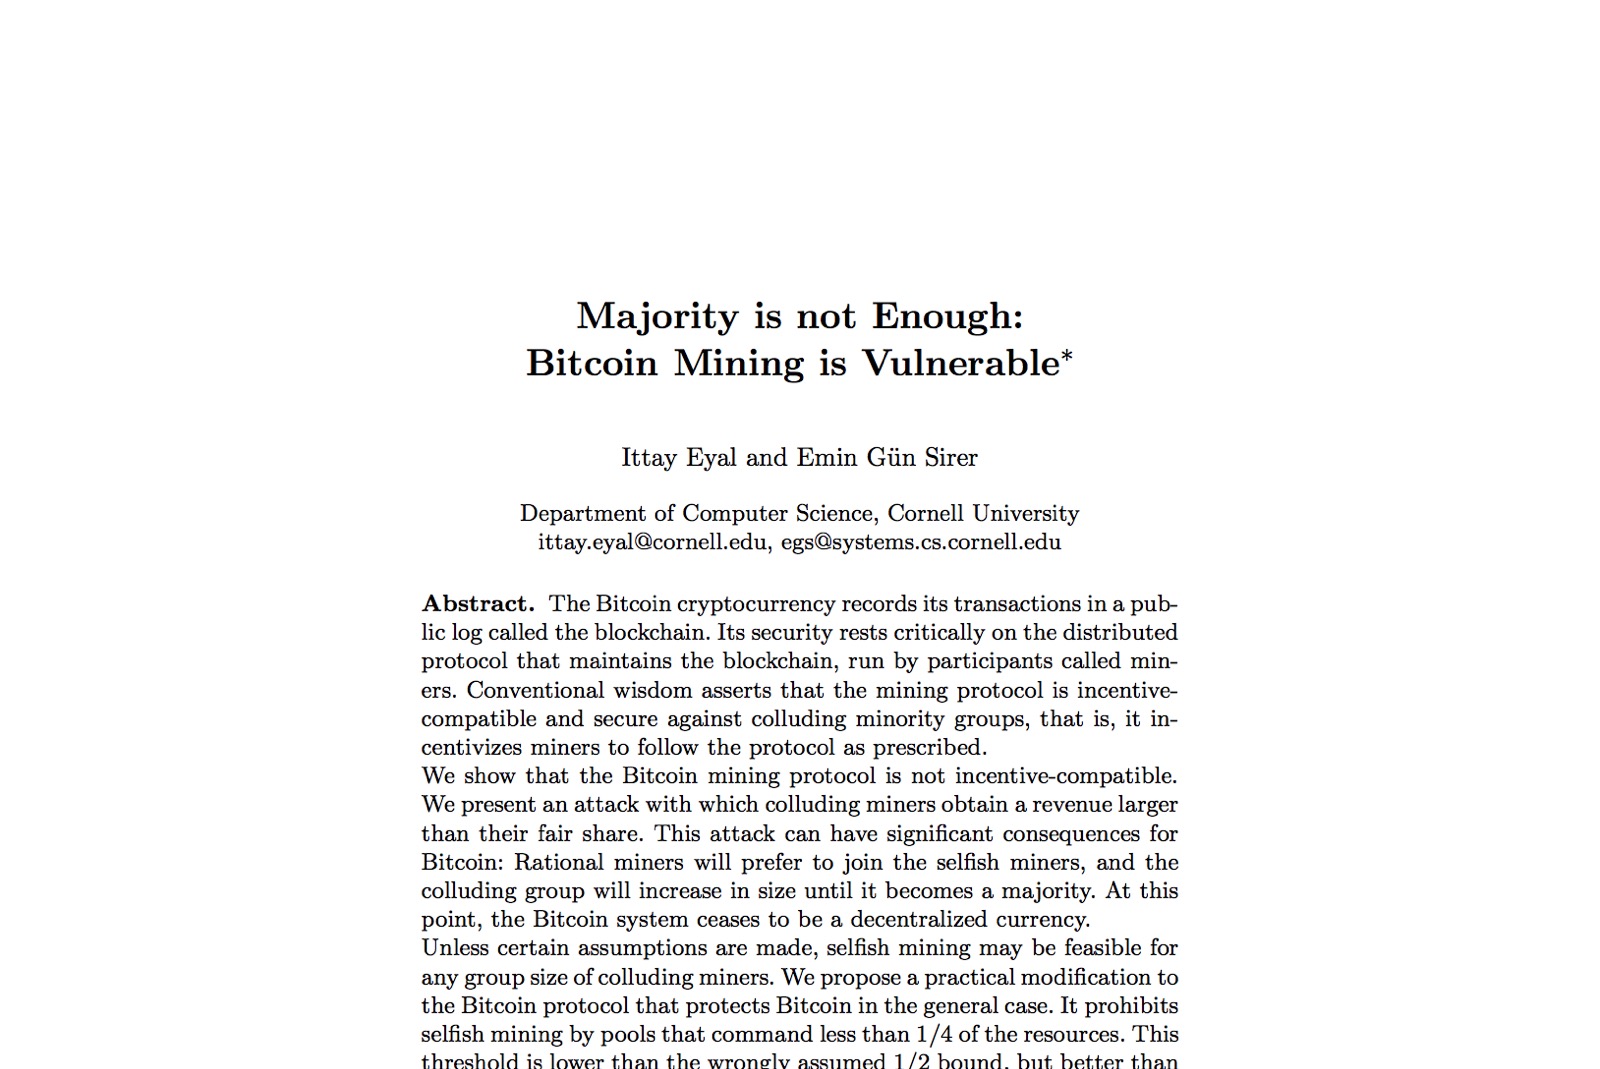 Majority is not Enough:
Bitcoin Mining is Vulnerable*
Ittay Eyal and Emin Gün Sirer
Department of Computer Science, Cornell University
ittay.eyal@cornell.edu, egs@systems.cs.cornell.edu
Abstract. The Bitcoin cryptocurrency records its transactions in a pub-
lic log called the blockchain. Its security rests critically on the distributed
protocol that maintains the blockchain, run by participants called min-
ers. Conventional wisdom asserts that the mining protocol is incentive-
compatible and secure against colluding minority groups, that is, it in-
centivizes miners to follow the protocol as prescribed.
We show that the Bitcoin mining protocol is not incentive-compatible.
We present an attack with which colluding miners obtain a revenue larger
than their fair share. This attack can have significant consequences for
Bitcoin: Rational miners will prefer to join the selfish miners, and the
colluding group will increase in size until it becomes a majority. At this
point, the Bitcoin system ceases to be a decentralized currency.
Unless certain assumptions are made, selfish mining may be feasible for
any group size of colluding miners. We propose a practical modification to
the Bitcoin protocol that protects Bitcoin in the general case. It prohibits
selfish mining by pools that command less than 1/4 of the resources. This
threshold is lower than the wrongly assumed 1/2 bound, but better than